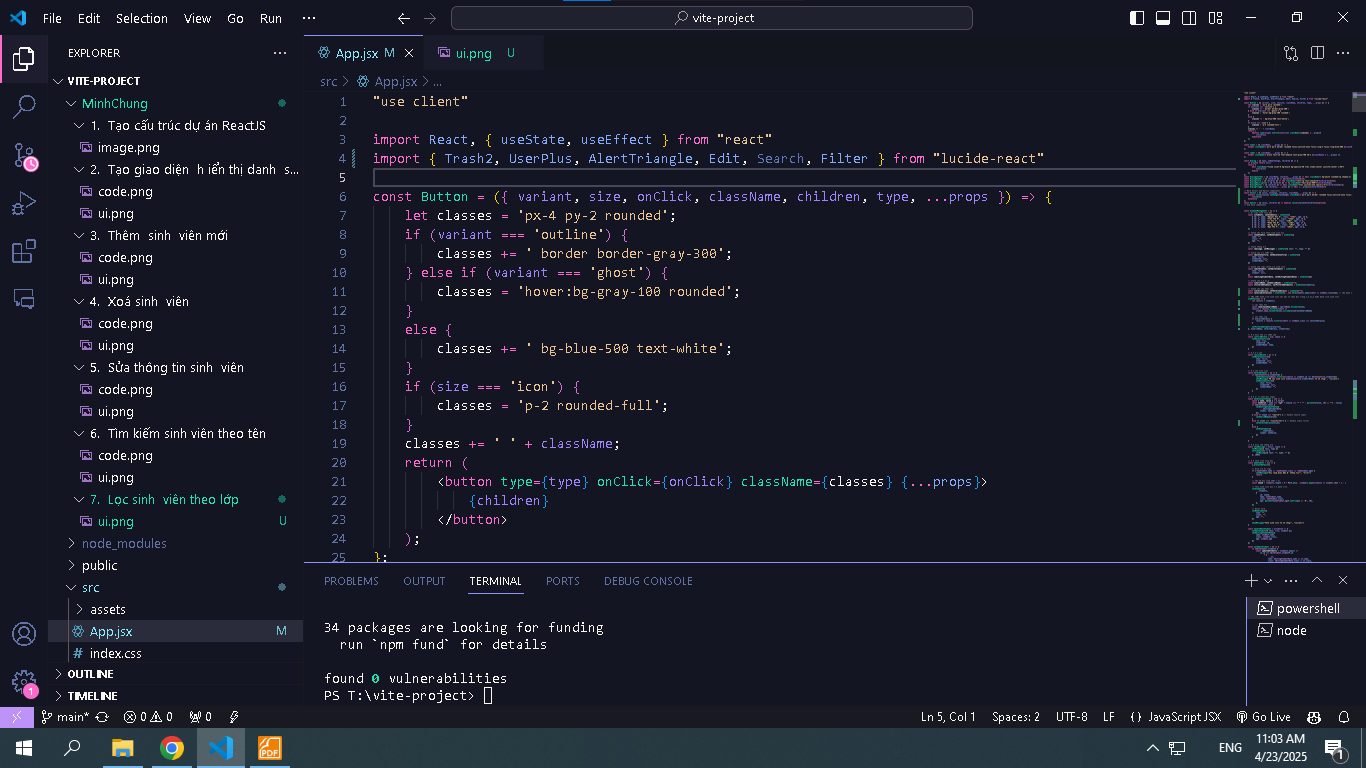 File Edit Selection View Go Run ··· vite-project
EXPLORER ···
VITE-PROJECT
MinhChung
1. Tạo cấu trúc dự án ReactJS
image.png
2. Tạo giao diện h iển thị danh s...
code.png
ui.png
3. Thêm sinh viên mới
code.png
ui.png
4. Xoá sinh viên
code.png
ui.png
5. Sửa thông tin sinh viên
code.png
ui.png
6. Tìm kiếm sinh viên theo tên
code.png
ui.png
7. Lọc sinh viên theo lớp
ui.png U
node_modules
public
src
assets
App.jsx M
index.css
OUTLINE
TIMELINE
App.jsx M ui.png U
src > App.jsx > ...
1 "use client"
2
3 import React, { useState, useEffect } from "react"
4 import { Trash2, UserPlus, AlertTriangle, Edit, Search, Filter } from "lucide-react"
5
6 const Button = ({ variant, size, onClick, className, children, type, ...props }) => {
7 let classes = 'px-4 py-2 rounded';
8 if (variant === 'outline') {
9 classes += ' border border-gray-300';
10 } else if (variant === 'ghost') {
11 classes = 'hover:bg-gray-100 rounded';
12 }
13 else {
14 classes += ' bg-blue-500 text-white';
15 }
16 if (size === 'icon') {
17 classes = 'p-2 rounded-full';
18 }
19 classes += ' ' + className;
20 return (
21 <button type={type} onClick={onClick} className={classes} {...props}>
22 {children}
23 </button>
24 );
25 };
PROBLEMS OUTPUT TERMINAL PORTS DEBUG CONSOLE
34 packages are looking for funding
run `npm fund` for details
found 0 vulnerabilities
PS T:\vite-project>
powershell
node
main* 0 0 0 Ln 5, Col 1 Spaces: 2 UTF-8 LF {} JavaScript JSX Go Live
1
PDF
ENG
11:03 AM
4/23/2025
1